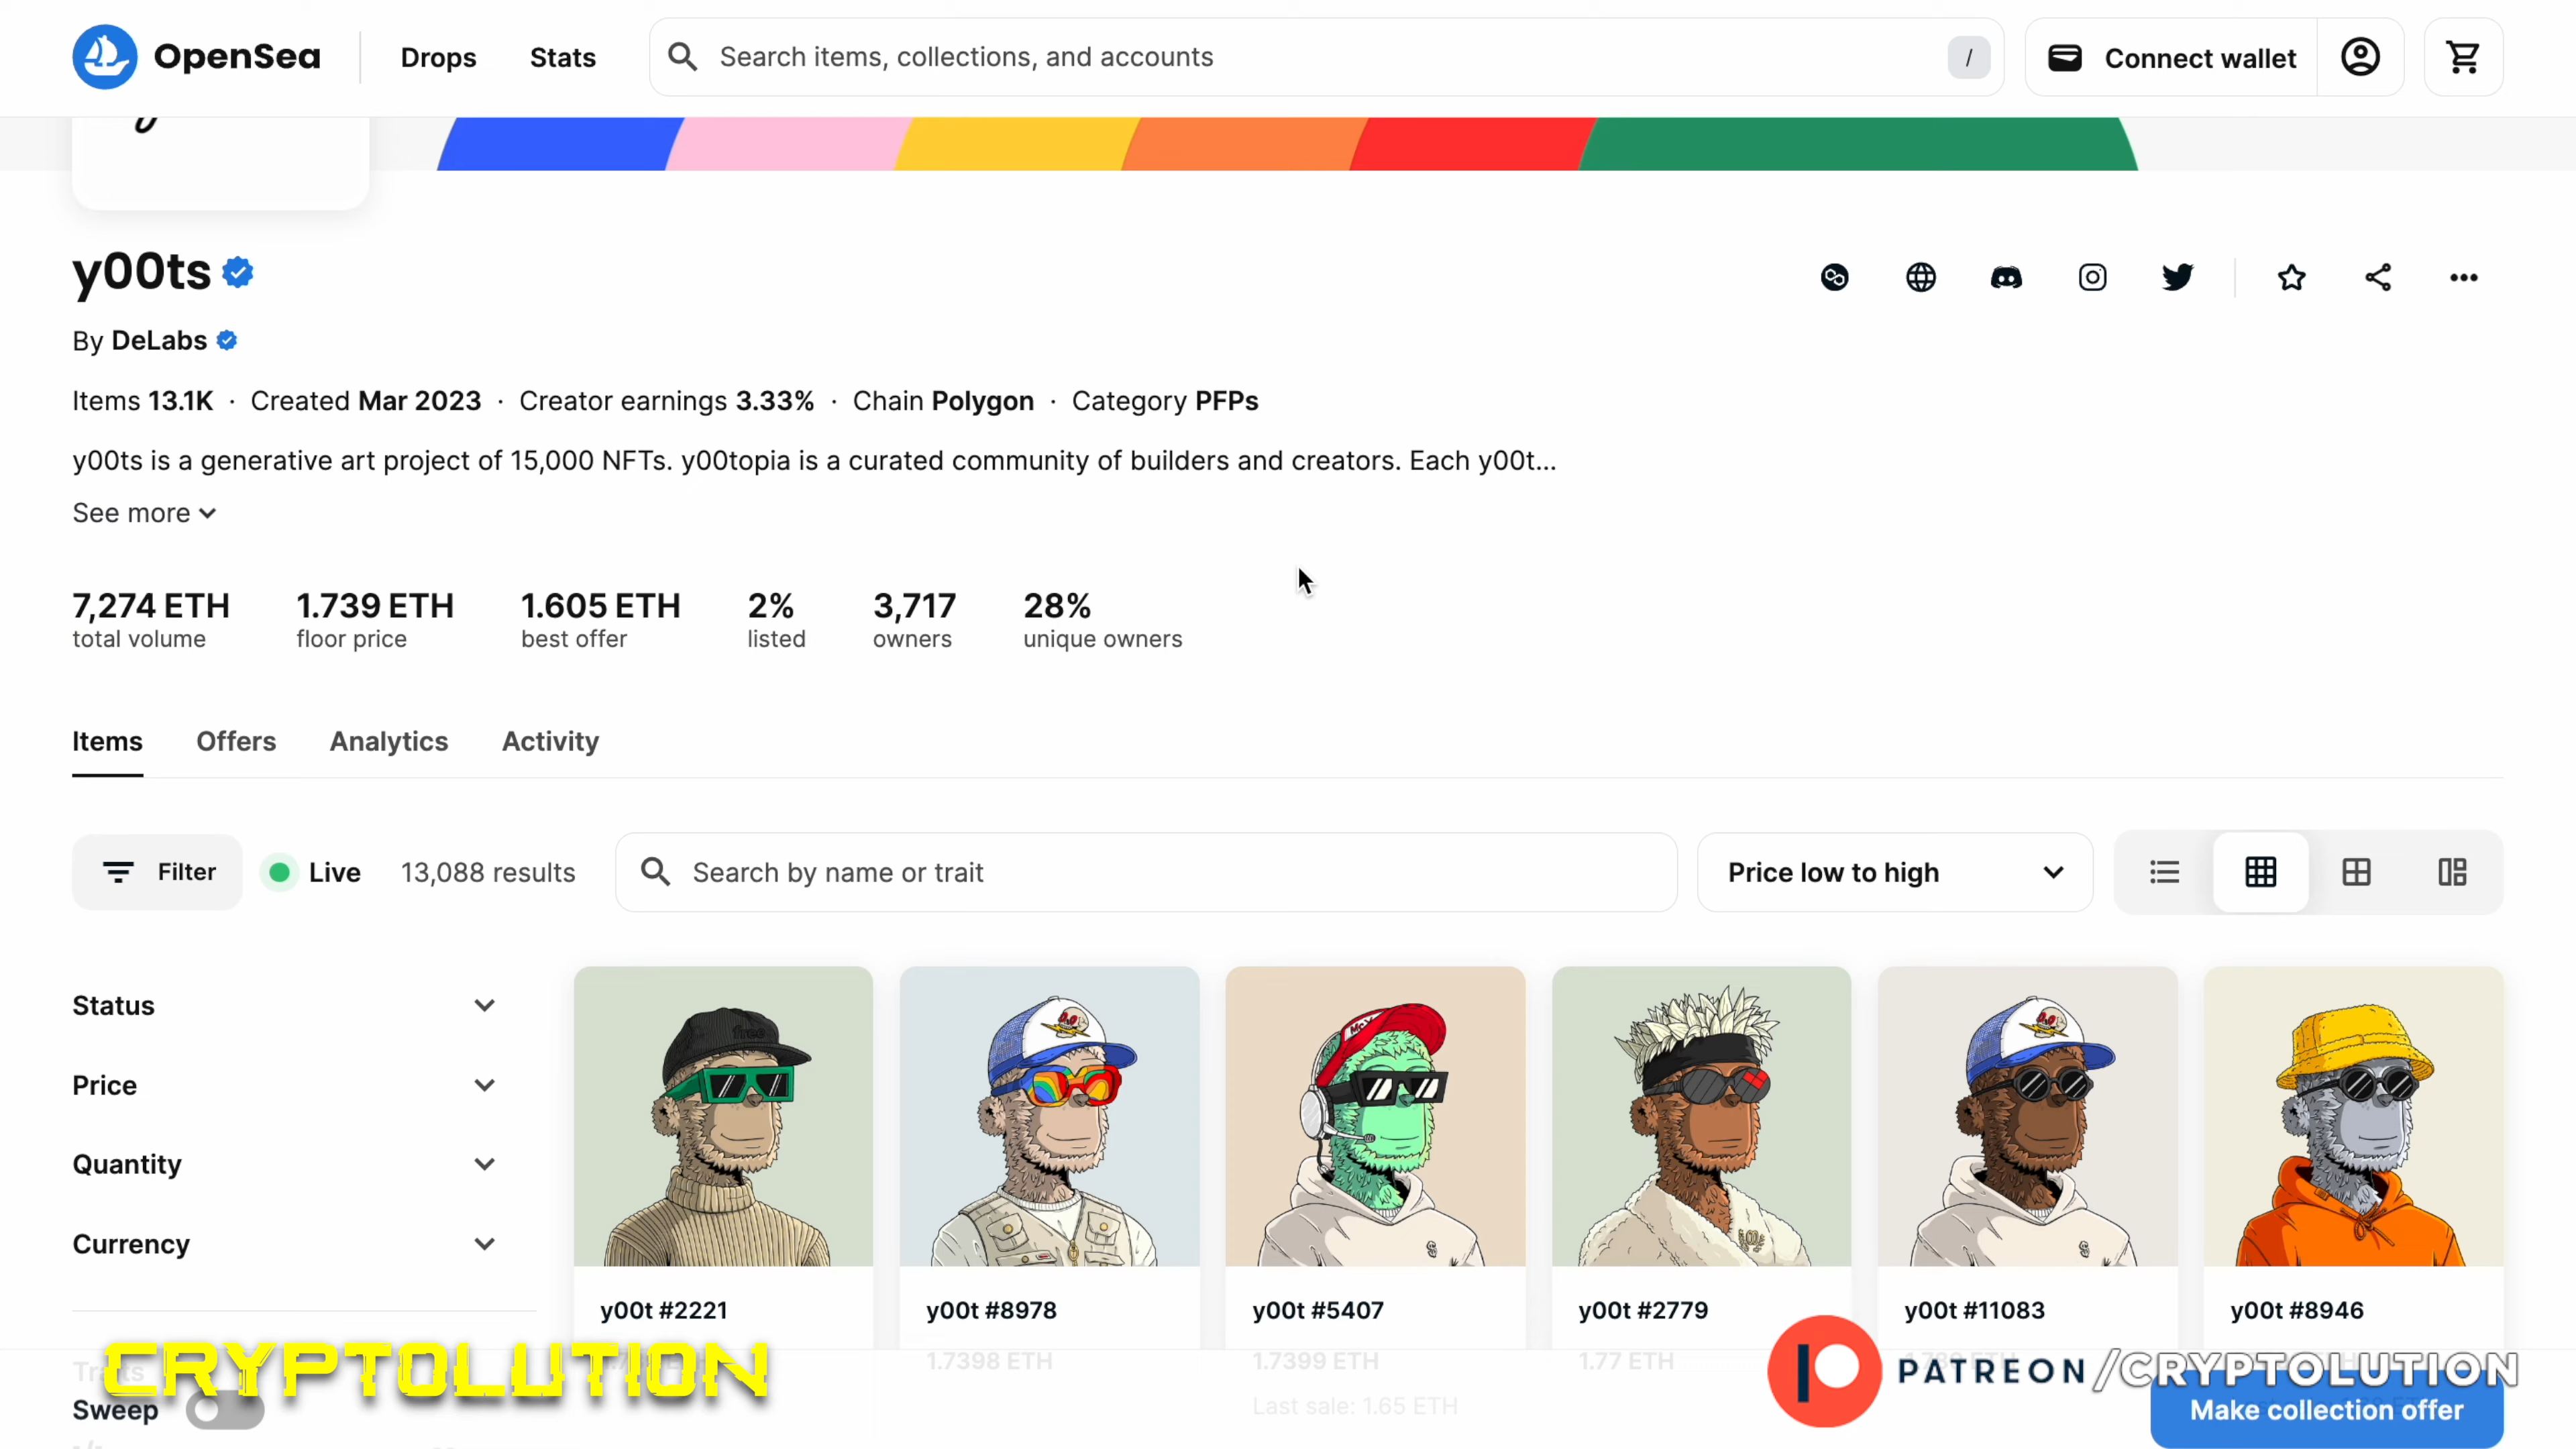 OpenSea
Drops
Stats
Search items, collections, and accounts
/
Connect wallet
y00ts
By DeLabs
Items 13.1K · Created Mar 2023 · Creator earnings 3.33% · Chain Polygon · Category PFPs
y00ts is a generative art project of 15,000 NFTs. y00topia is a curated community of builders and creators. Each y00t...
See more
7,274 ETH
total volume
1.739 ETH
floor price
1.605 ETH
best offer
2%
listed
3,717
owners
28%
unique owners
Items
Offers
Analytics
Activity
Filter
Live
13,088 results
Search by name or trait
Price low to high
Status
Price
Quantity
Currency
free
y00t #2221
y00t #8978
y00t #5407
y00t #2779
y00t #11083
y00t #8946
1.7398 ETH
1.7399 ETH
1.77 ETH
Last sale: 1.65 ETH
CRYPTOLUTION
PATREON/CRYPTOLUTION
Sweep
Make collection offer